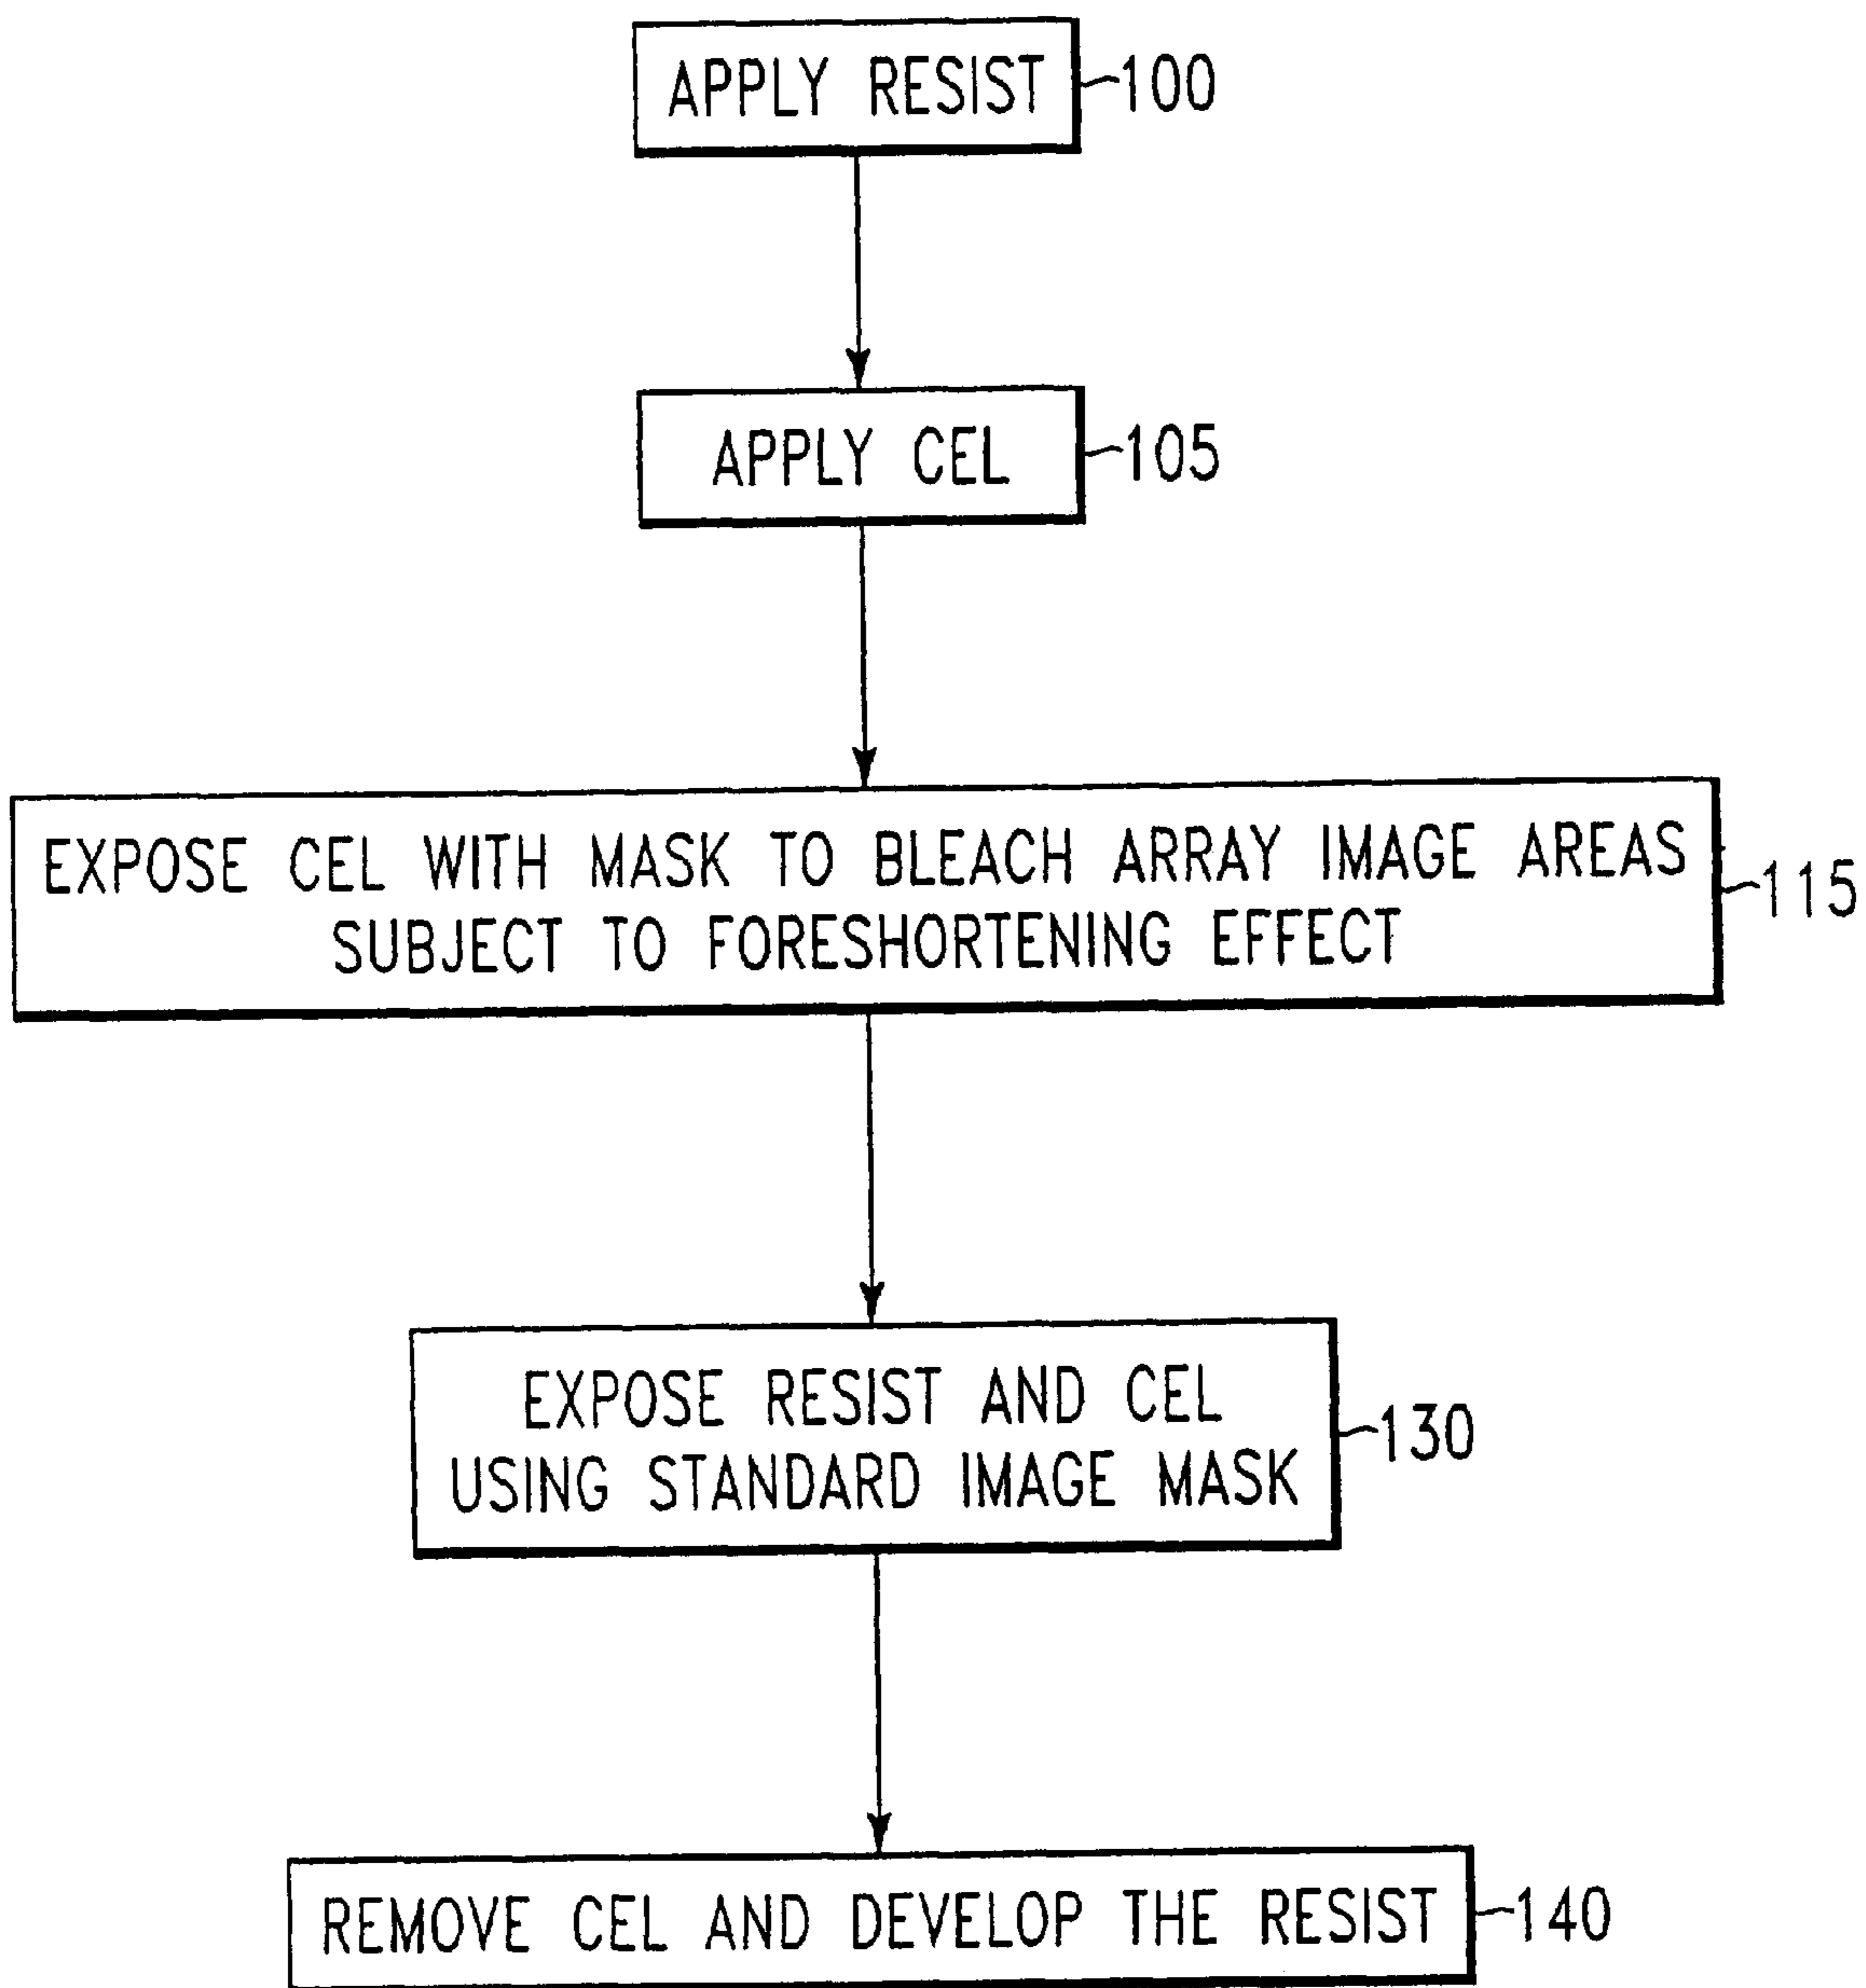 APPLY RESIST
100
APPLY CEL
105
EXPOSE CEL WITH MASK TO BLEACH ARRAY IMAGE AREAS
SUBJECT TO FORESHORTENING EFFECT
115
EXPOSE RESIST AND CEL
USING STANDARD IMAGE MASK
130
REMOVE CEL AND DEVELOP THE RESIST
140